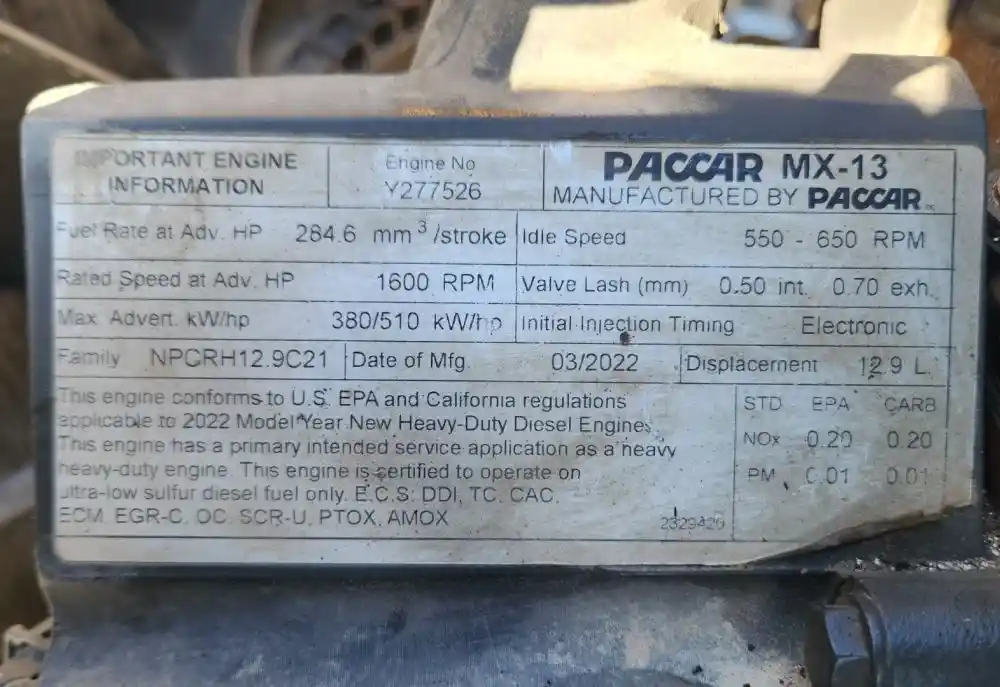 IMPORTANT ENGINE
INFORMATION
Engine No
Y277526
PACCAR MX-13
MANUFACTURED BY PACCAR
Fuel Rate at Adv. HP 284.6 mm3/stroke
Idle Speed 550 - 650 RPM
Rated Speed at Adv. HP 1600 RPM
Valve Lash (mm) 0.50 int. 0.70 exh.
Max. Advert. kW/hp 380/510 kW/hp
Initial Injection Timing Electronic
Family NPCRH12.9C21
Date of Mfg. 03/2022
Displacement 12.9 L.
This engine conforms to U.S. EPA and California regulations
applicable to 2022 Model Year New Heavy-Duty Diesel Engines.
This engine has a primary intended service application as a heavy
heavy-duty engine. This engine is certified to operate on
ultra-low sulfur diesel fuel only. E.C.S: DDI, TC, CAC,
ECM, EGR-C, OC, SCR-U, PTOX, AMOX
2329426
STD EPA CARB
NOx 0.20 0.20
PM 0.01 0.01